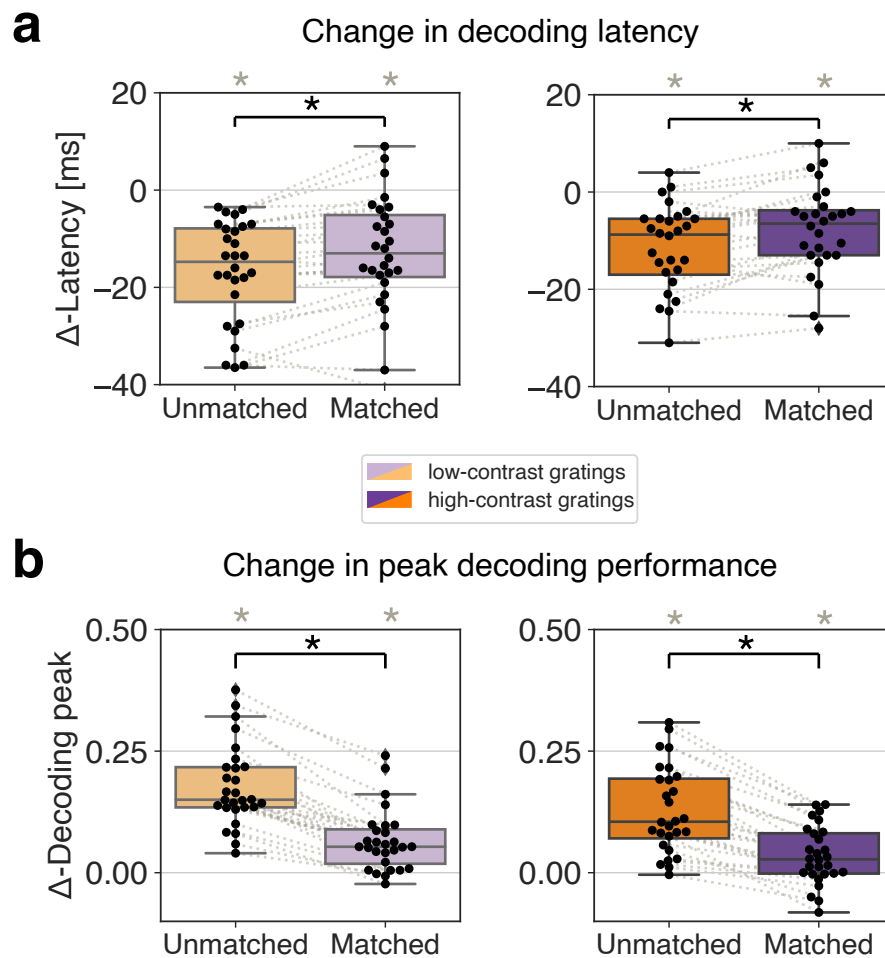 a
Change in decoding latency
* * * *
* *
Δ-Latency [ms]
20
0
−20
−40
Unmatched Matched
20
0
−20
−40
Unmatched Matched
low-contrast gratings
high-contrast gratings
b
Change in peak decoding performance
* * * *
* *
Δ-Decoding peak
0.50
0.25
0.00
Unmatched Matched
0.50
0.25
0.00
Unmatched Matched